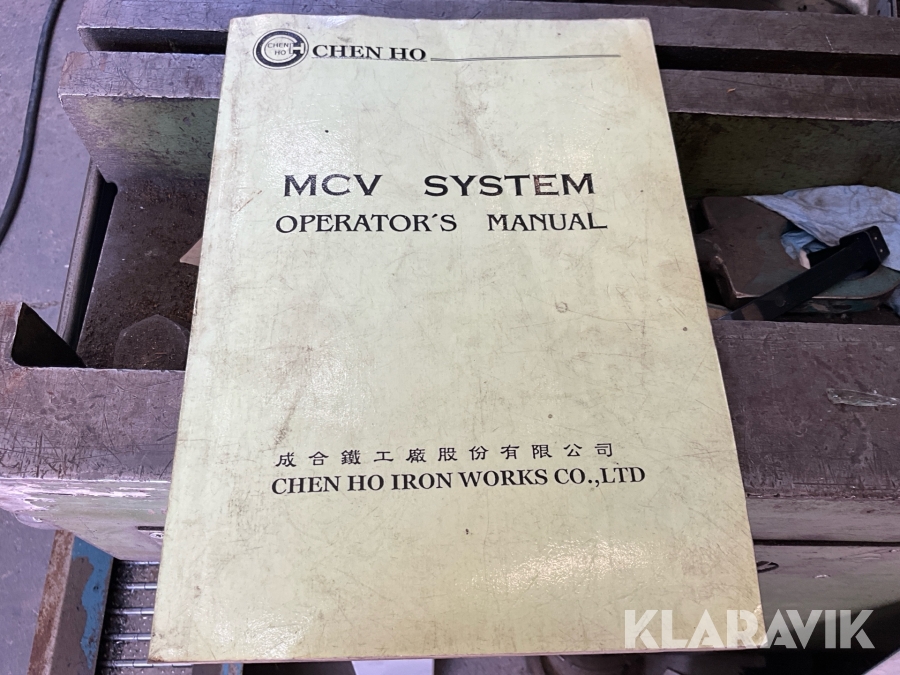 CHEN HO
CHEN HO
MCV SYSTEM
OPERATOR'S MANUAL
成合鐵工廠股份有限公司
CHEN HO IRON WORKS CO.,LTD
KLARAVIK